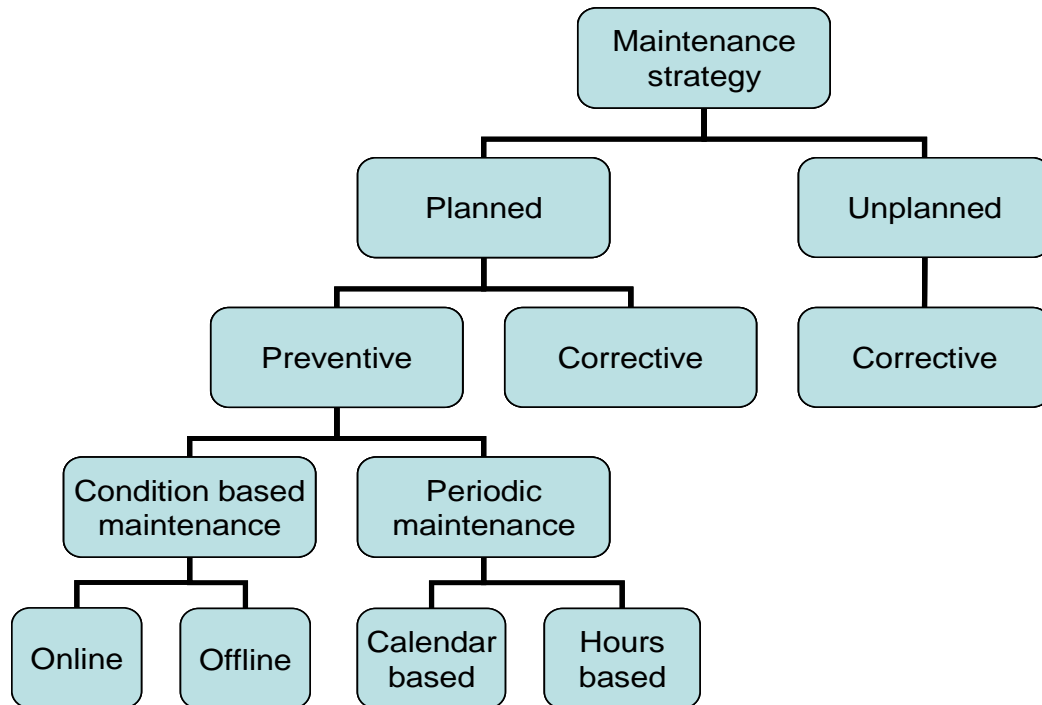 Maintenance
strategy
Planned
Unplanned
Preventive
Corrective
Corrective
Condition based
maintenance
Periodic
maintenance
Online
Offline
Calendar
based
Hours
based